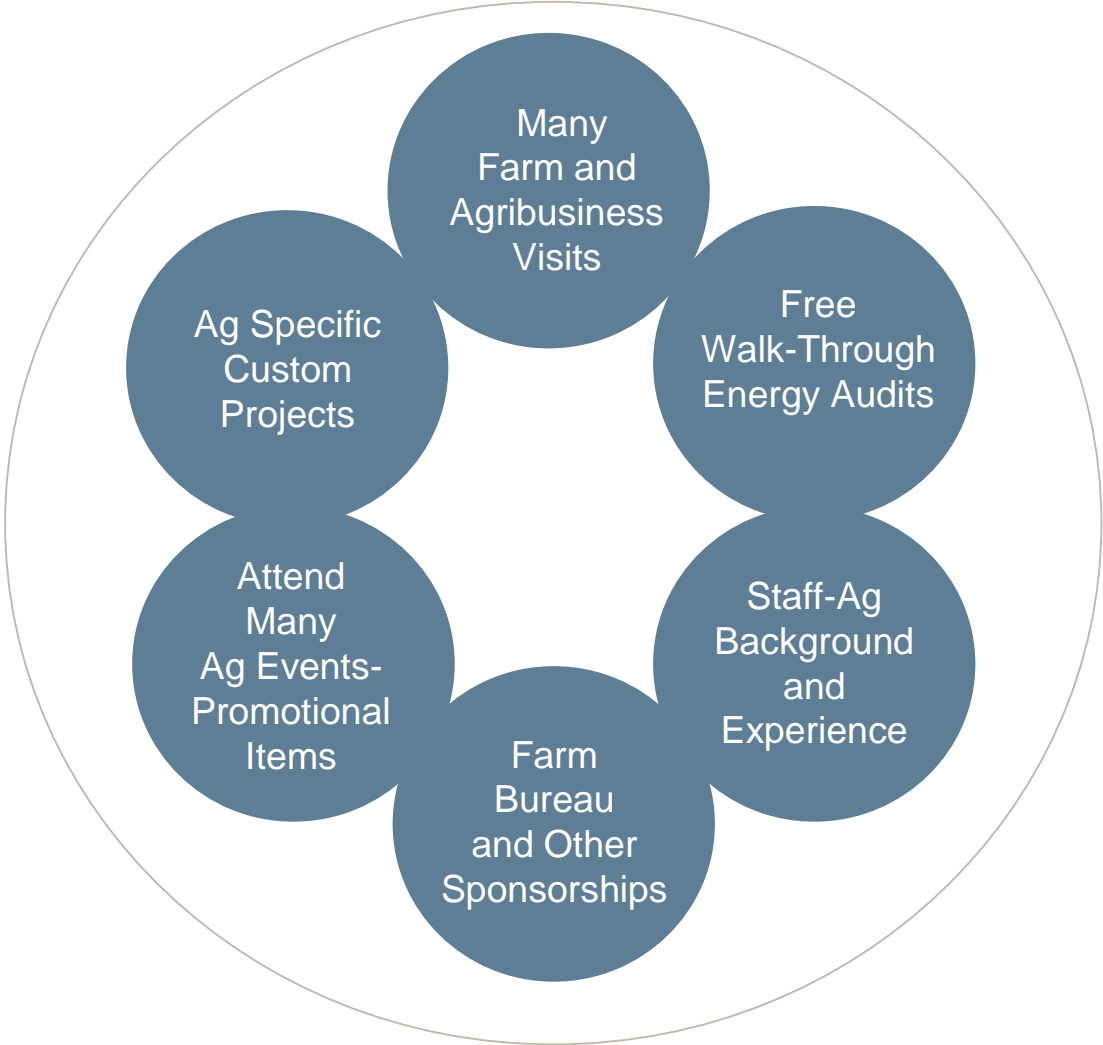 Many
Farm and
Agribusiness
Visits
Free
Walk-Through
Energy Audits
Staff-Ag
Background
and
Experience
Farm
Bureau
and Other
Sponsorships
Attend
Many
Ag Events-
Promotional
Items
Ag Specific
Custom
Projects